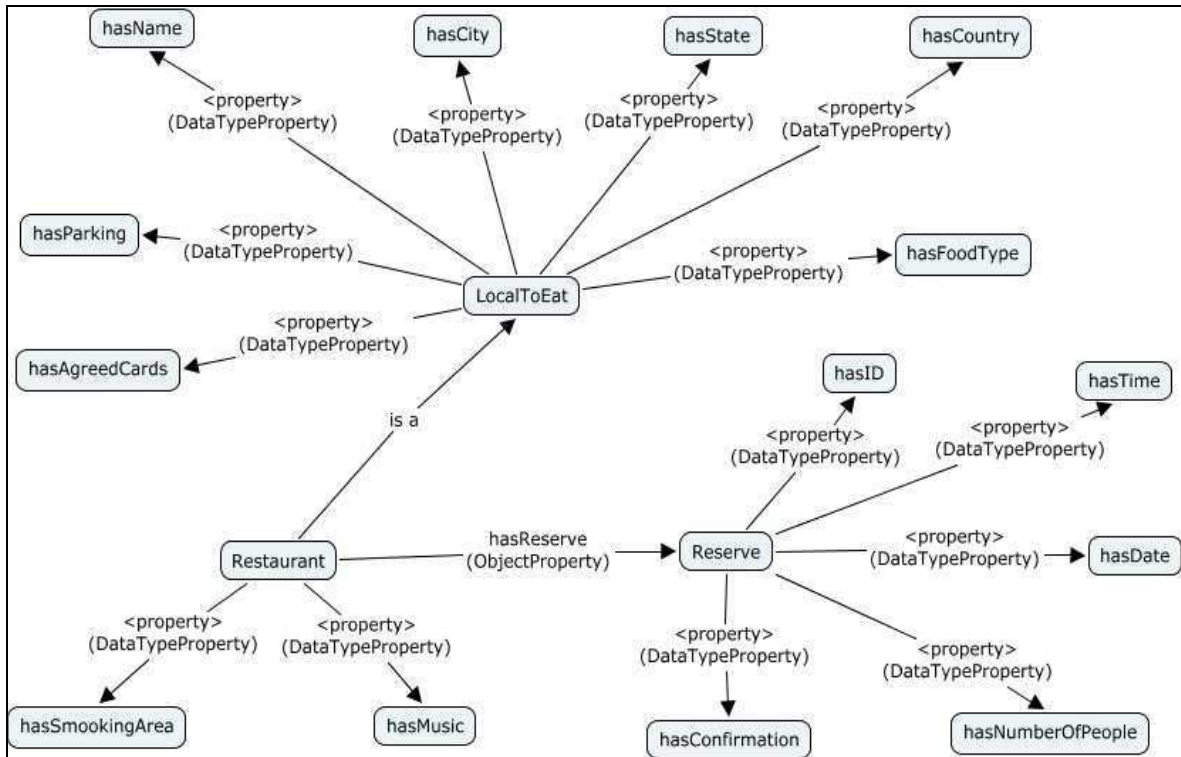 hasName
hasCity
hasState
hasCountry
<property>
(DataTypeProperty)
<property>
(DataTypeProperty)
<property>
(DataTypeProperty)
<property>
(DataTypeProperty)
hasParking
<property>
(DataTypeProperty)
<property>
(DataTypeProperty)
hasFoodType
LocalToEat
<property>
(DataTypeProperty)
hasAgreedCards
hasID
hasTime
is a
<property>
(DataTypeProperty)
<property>
(DataTypeProperty)
Restaurant
hasReserve
(ObjectProperty)
Reserve
<property>
(DataTypeProperty)
hasDate
<property>
(DataTypeProperty)
<property>
(DataTypeProperty)
<property>
(DataTypeProperty)
<property>
(DataTypeProperty)
hasSmookingArea
hasMusic
hasConfirmation
hasNumberOfPeople